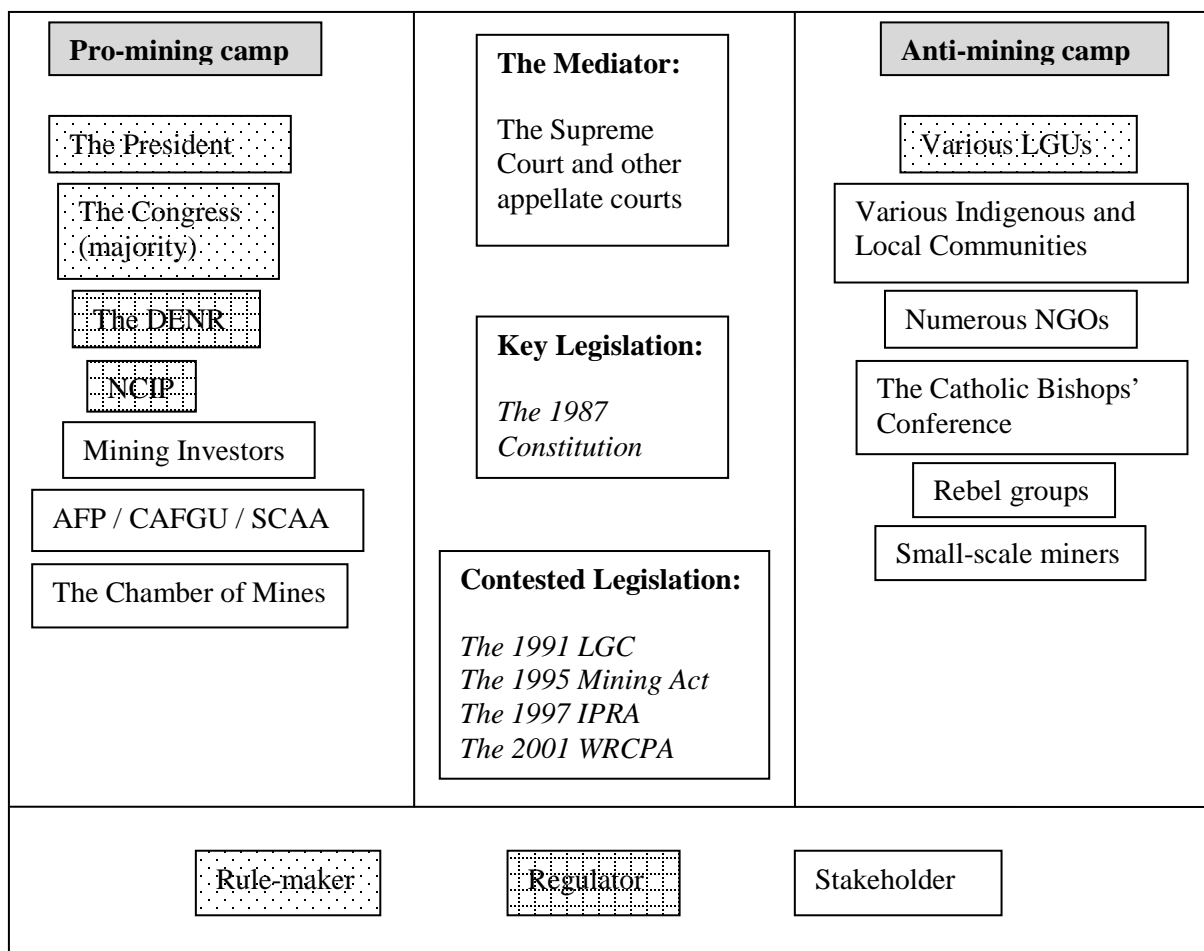 Pro-mining camp
The President
The Congress
(majority)
The DENR
NCIP
Mining Investors
AFP / CAFGU / SCAA
The Chamber of Mines
The Mediator:
The Supreme
Court and other
appellate courts
Key Legislation:
The 1987
Constitution
Contested Legislation:
The 1991 LGC
The 1995 Mining Act
The 1997 IPRA
The 2001 WRCPA
Anti-mining camp
Various LGUs
Various Indigenous and
Local Communities
Numerous NGOs
The Catholic Bishops’
Conference
Rebel groups
Small-scale miners
Rule-maker
Regulator
Stakeholder